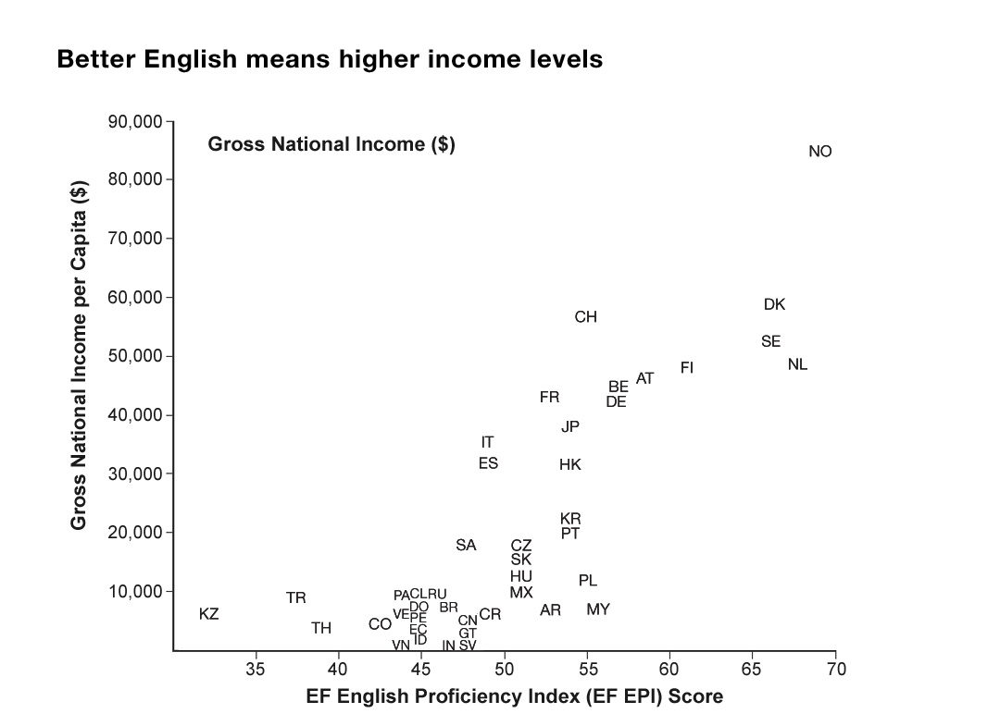 Better English means higher income levels
90,000
Gross National Income ($)
NO
80,000
70,000
60,000
DK
CH
SE
50,000
FI
NL
AT
BE
FR
DE
40,000
JP
IT
ES
HK
30,000
KR
PT
20,000
SA
CZ
SK
HU
PL
10,000
MX
PA
CL
RU
TR
DO
BR
AR
MY
KZ
VE
PE
CR
CO
CN
TH
EC
GT
ID
VN
IN
SV
Gross National Income per Capita ($)
35 40 45 50 55 60 65 70
EF English Proficiency Index (EF EPI) Score